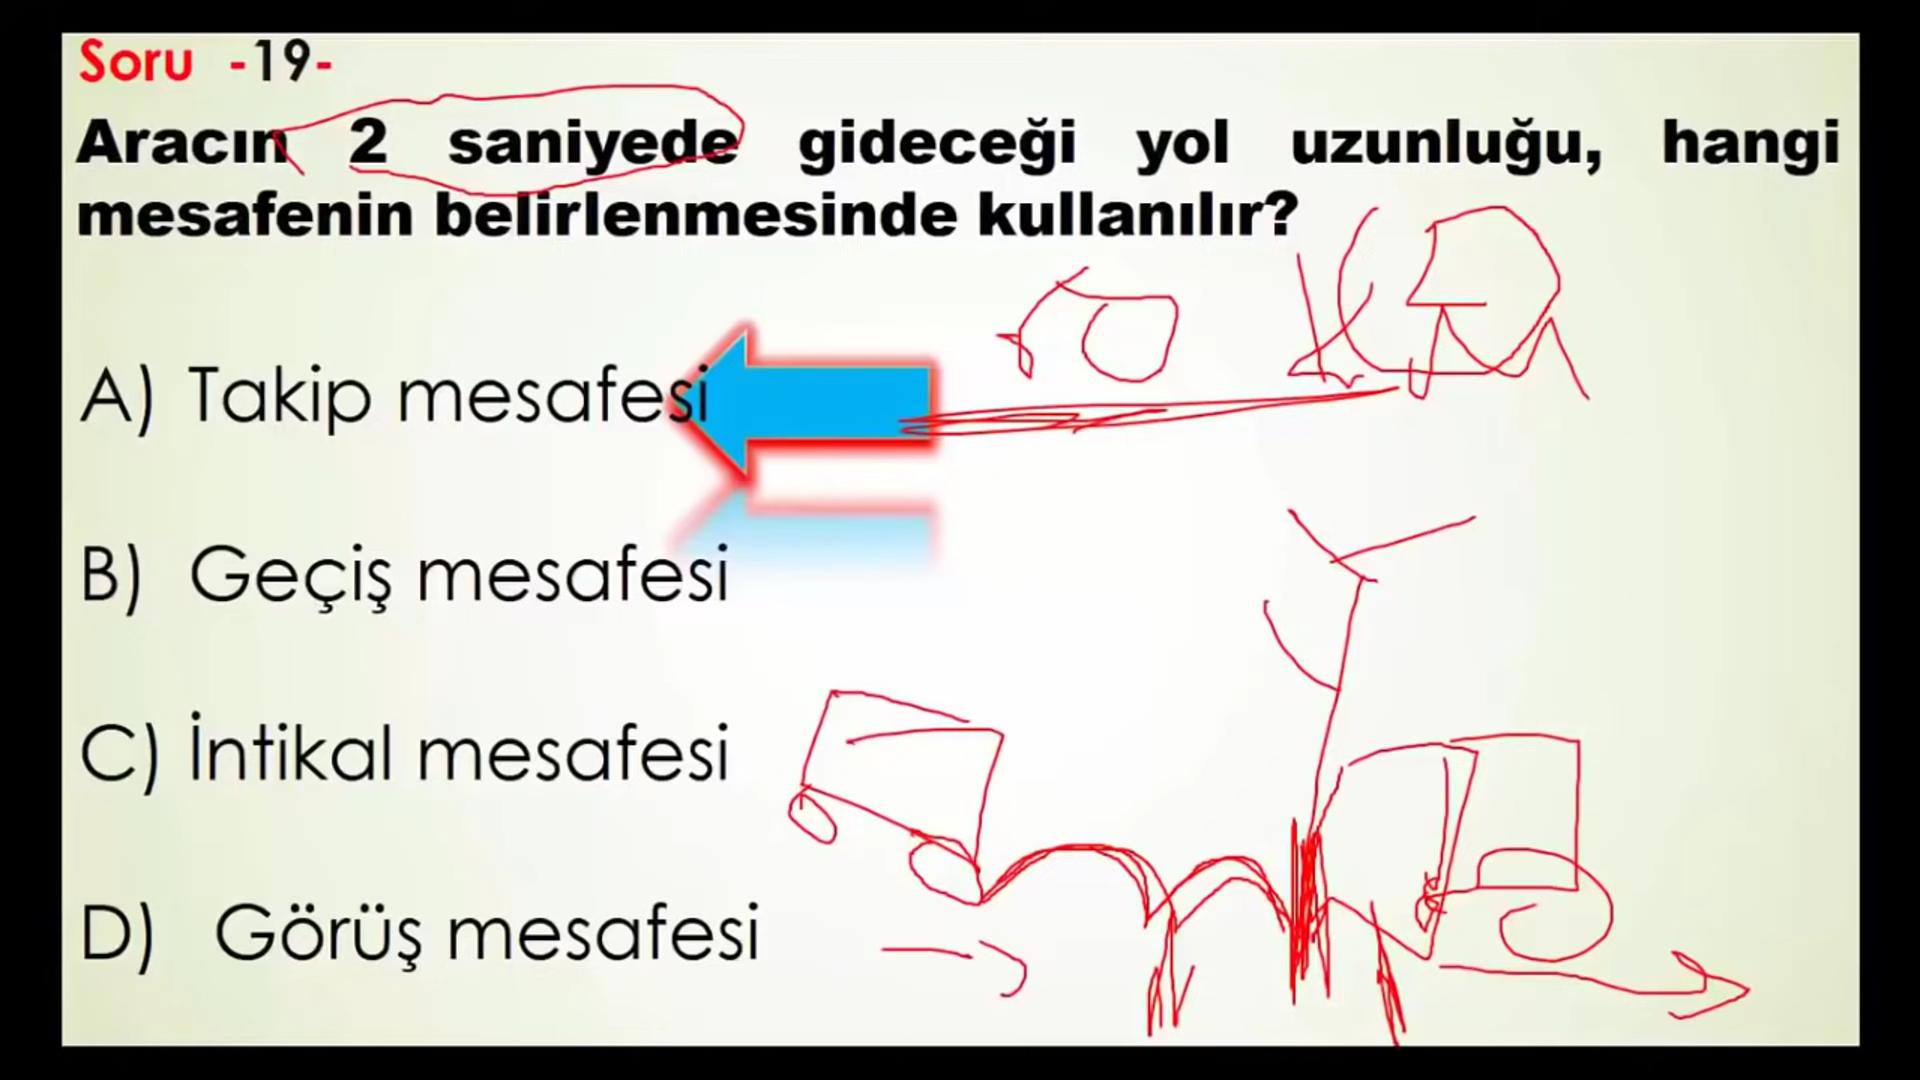 Soru -19-
Aracın 2 saniyede gideceği yol uzunluğu, hangi
mesafenin belirlenmesinde kullanılır?
A) Takip mesafesi
B) Geçiş mesafesi
C) İntikal mesafesi
D) Görüş mesafesi